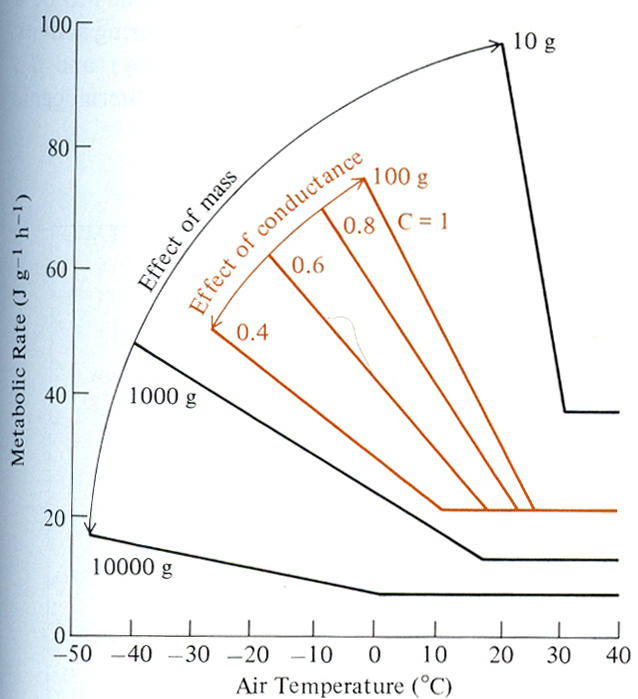 100
80
60
40
20
0
Metabolic Rate (J g⁻¹ h⁻¹)
10 g
Effect of mass
Effect of conductance
100 g
C = 1
0.8
0.6
0.4
1000 g
10000 g
−50 −40 −30 −20 −10 0 10 20 30 40
Air Temperature (°C)